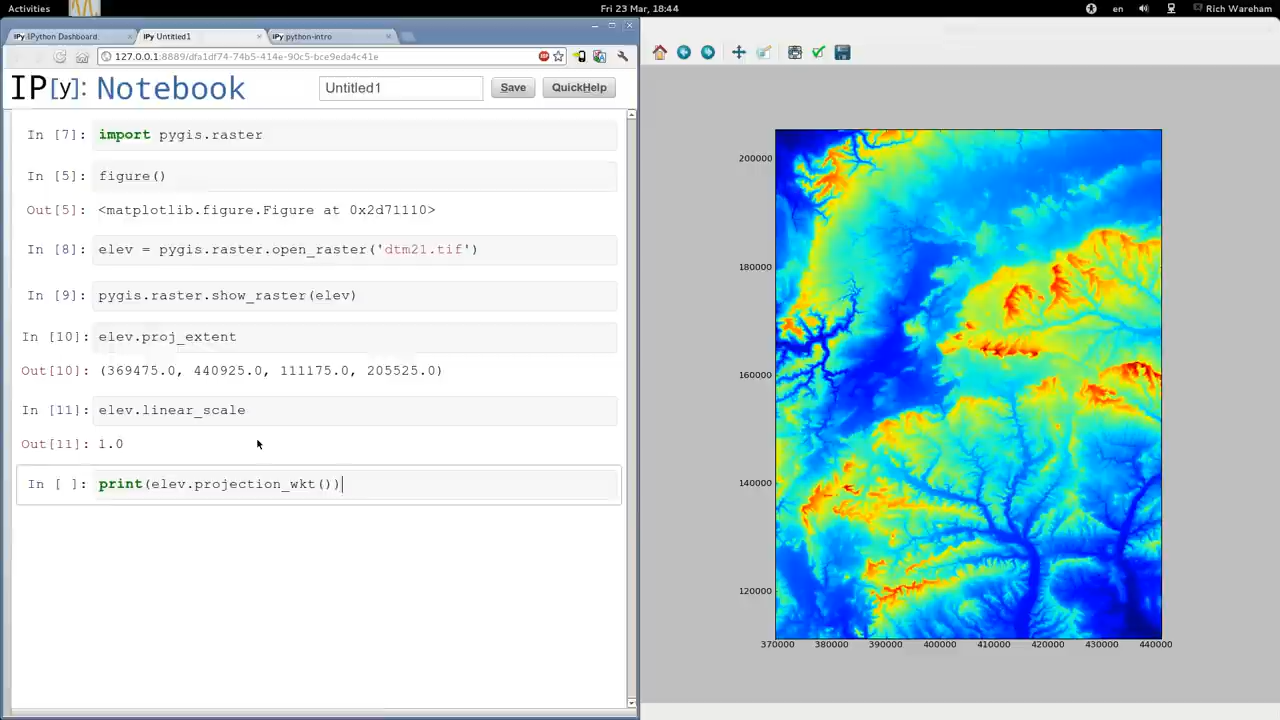 Activities
Fri 23 Mar, 18:44
en
Rich Wareham
IPy IPython Dashboard
IPy Untitled1
IPy python-intro
127.0.0.1:8889/dfa1df74-74b5-414e-90c5-bce9eda4c41e
IP[y]: Notebook
Untitled1
Save
QuickHelp
In [7]: import pygis.raster
In [5]: figure()
Out[5]: <matplotlib.figure.Figure at 0x2d71110>
In [8]: elev = pygis.raster.open_raster('dtm21.tif')
In [9]: pygis.raster.show_raster(elev)
In [10]: elev.proj_extent
Out[10]: (369475.0, 440925.0, 111175.0, 205525.0)
In [11]: elev.linear_scale
Out[11]: 1.0
In [ ]: print(elev.projection_wkt())
200000
180000
160000
140000
120000
370000 380000 390000 400000 410000 420000 430000 440000